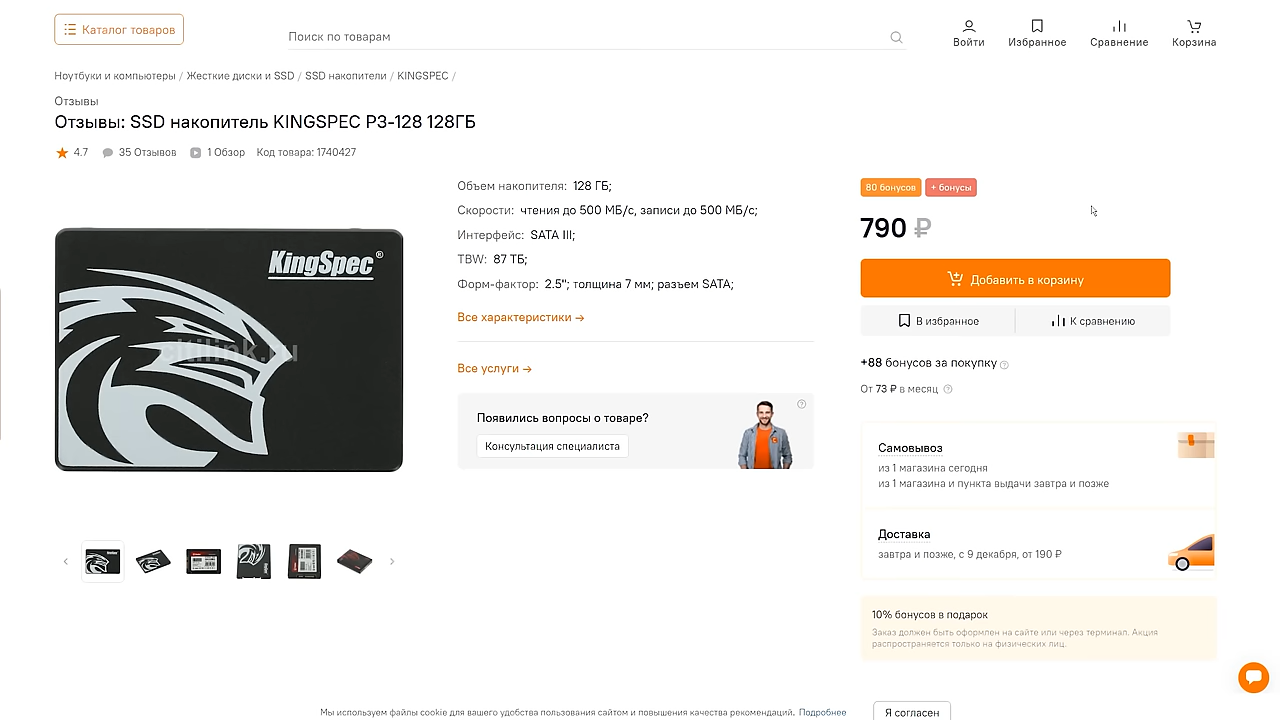 Каталог товаров
Поиск по товарам
Войти
Избранное
Сравнение
Корзина
Ноутбуки и компьютеры / Жесткие диски и SSD / SSD накопители / KINGSPEC /
Отзывы
Отзывы: SSD накопитель KINGSPEC P3-128 128ГБ
4.7 35 Отзывов 1 Обзор Код товара: 1740427
KingSpec®
citilink.ru
Объем накопителя: 128 ГБ;
Скорости: чтения до 500 МБ/с, записи до 500 МБ/с;
Интерфейс: SATA III;
TBW: 87 ТБ;
Форм-фактор: 2.5"; толщина 7 мм; разъем SATA;
Все характеристики →
Все услуги →
Появились вопросы о товаре?
Консультация специалиста
80 бонусов + бонусы
790 ₽
Добавить в корзину
В избранное
К сравнению
+88 бонусов за покупку
От 73 ₽ в месяц
Самовывоз
из 1 магазина сегодня
из 1 магазина и пункта выдачи завтра и позже
Доставка
завтра и позже, с 9 декабря, от 190 ₽
10% бонусов в подарок
Заказ должен быть оформлен на сайте или через терминал. Акция
распространяется только на физических лиц.
Мы используем файлы cookie для вашего удобства пользования сайтом и повышения качества рекомендаций. Подробнее
Я согласен